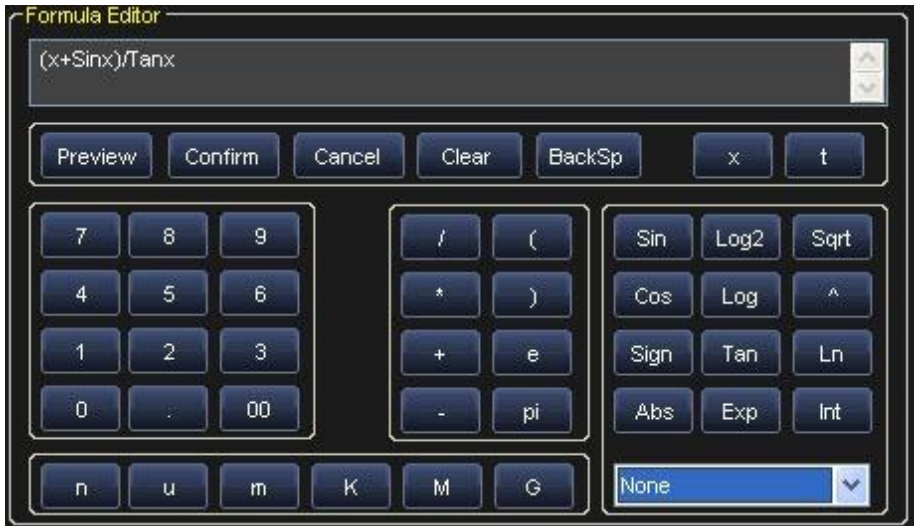 Formula Editor
(x+Sinx)/Tanx
Preview Confirm Cancel Clear BackSp x t
7 8 9 / ( Sin Log2 Sqrt
4 5 6 * ) Cos Log ^
1 2 3 + e Sign Tan Ln
0 . 00 - pi Abs Exp Int
n u m K M G None